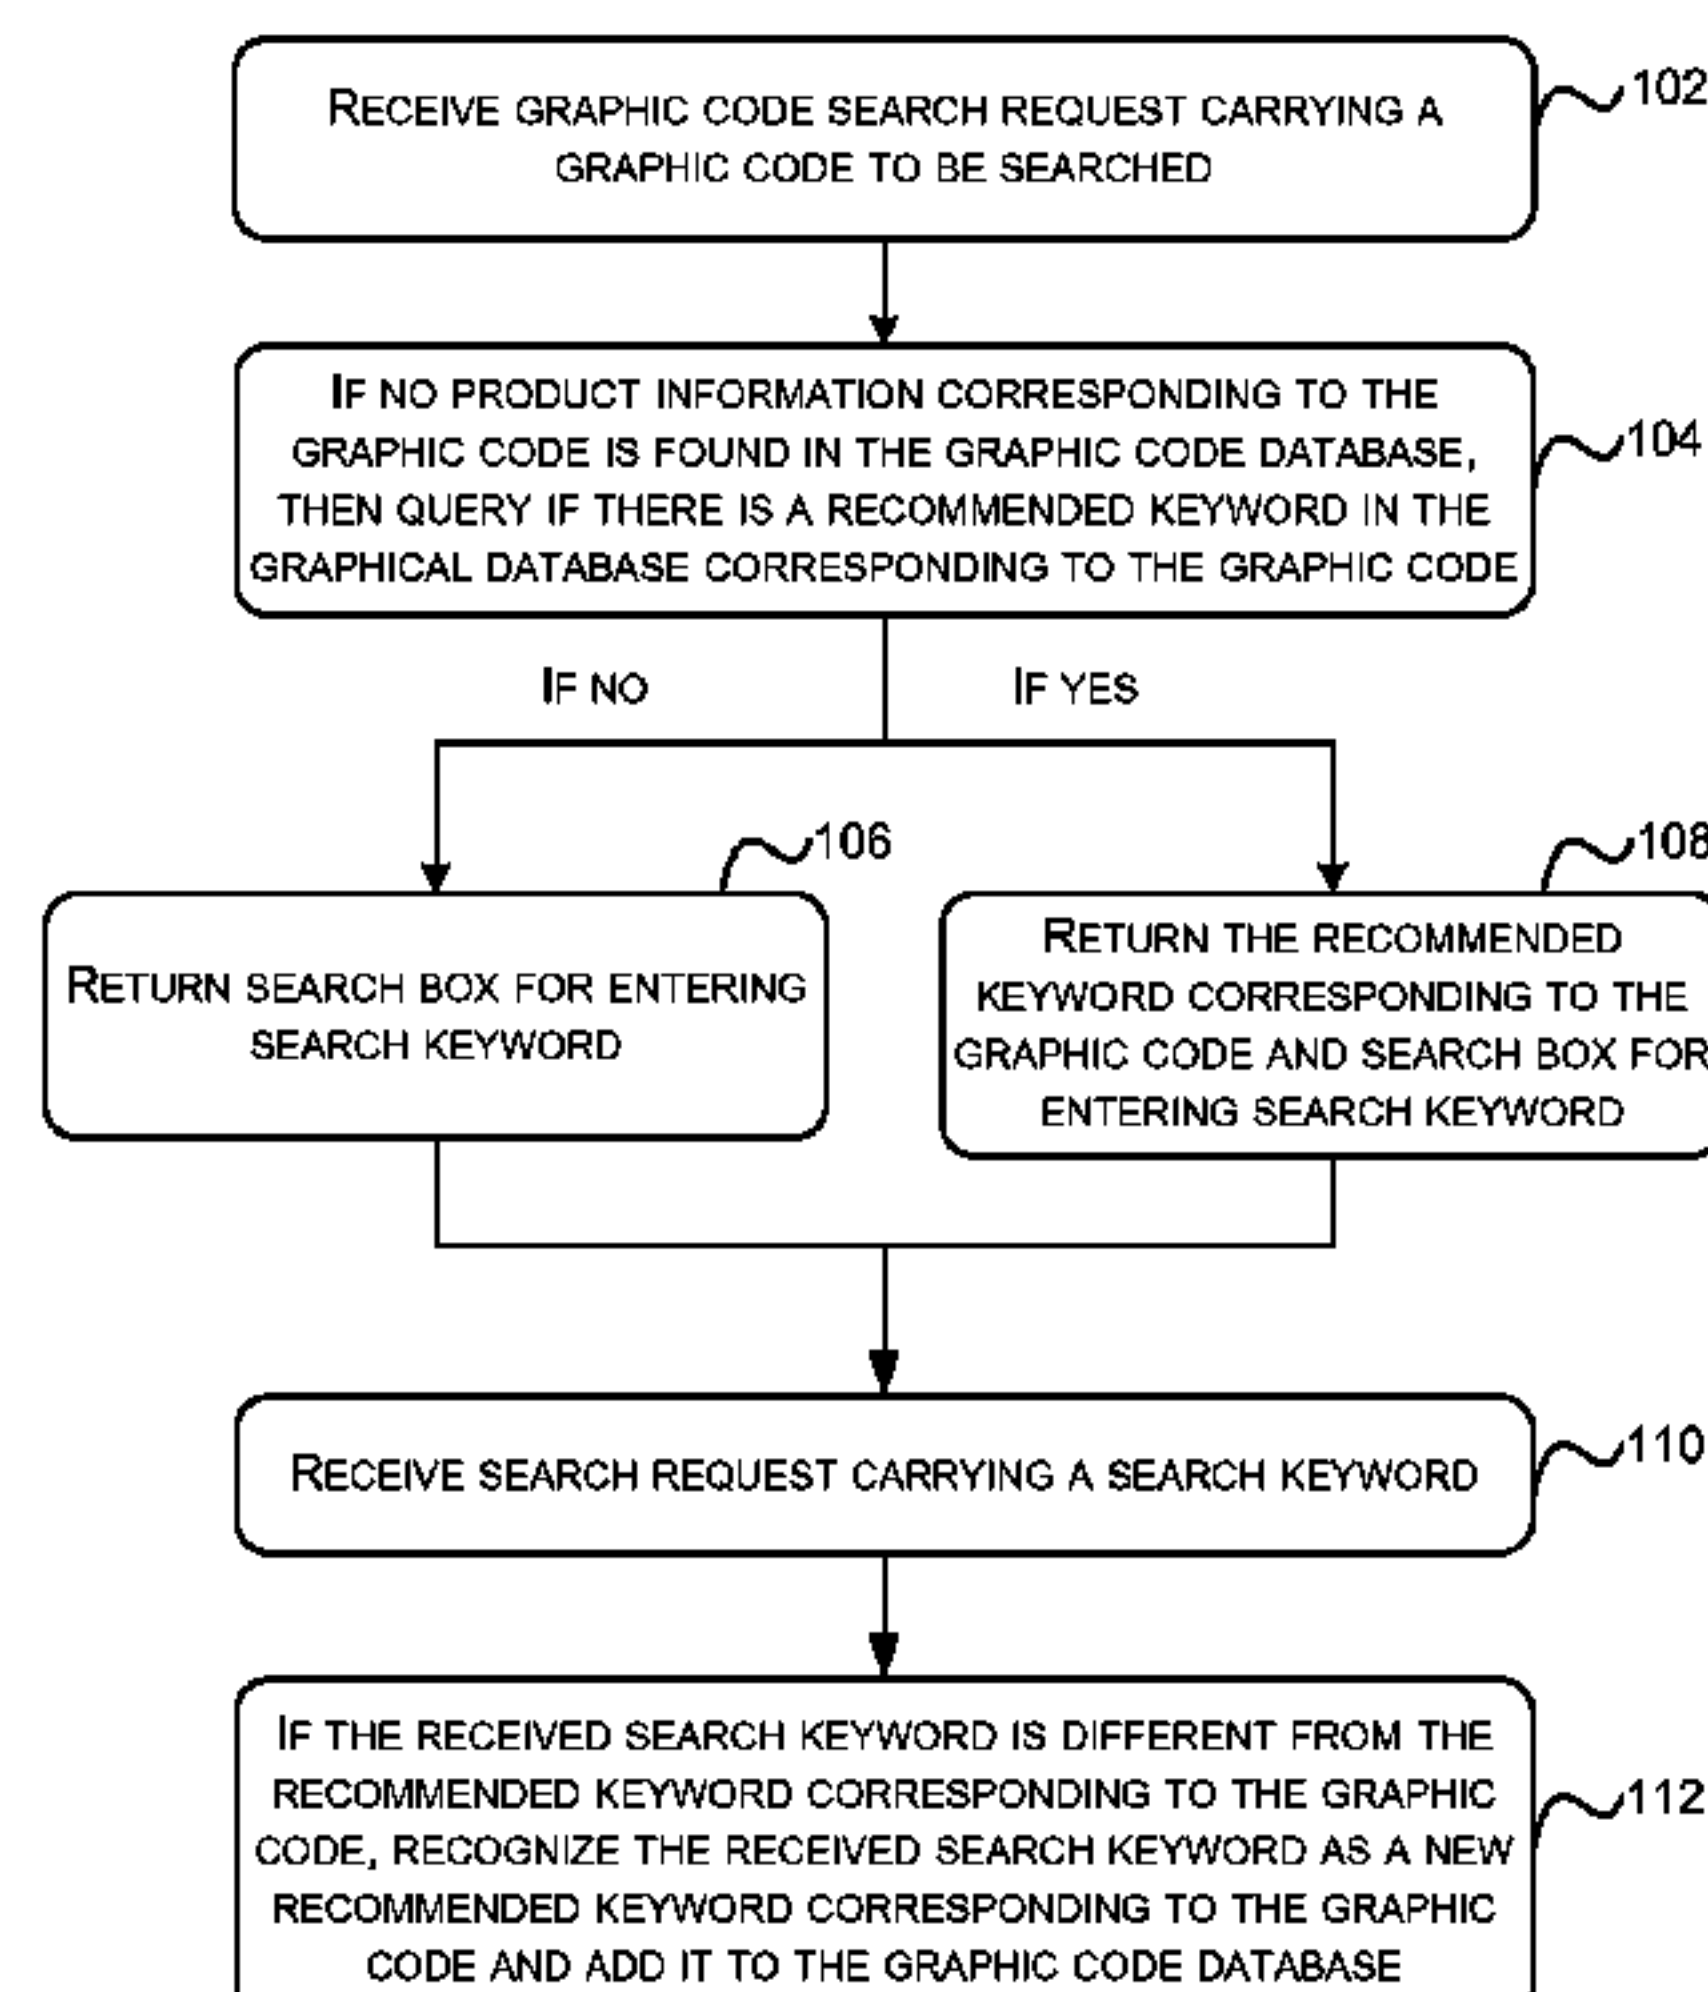 RECEIVE GRAPHIC CODE SEARCH REQUEST CARRYING A
GRAPHIC CODE TO BE SEARCHED
102
IF NO PRODUCT INFORMATION CORRESPONDING TO THE
GRAPHIC CODE IS FOUND IN THE GRAPHIC CODE DATABASE,
THEN QUERY IF THERE IS A RECOMMENDED KEYWORD IN THE
GRAPHICAL DATABASE CORRESPONDING TO THE GRAPHIC CODE
104
IF NO
IF YES
106
RETURN SEARCH BOX FOR ENTERING
SEARCH KEYWORD
108
RETURN THE RECOMMENDED
KEYWORD CORRESPONDING TO THE
GRAPHIC CODE AND SEARCH BOX FOR
ENTERING SEARCH KEYWORD
RECEIVE SEARCH REQUEST CARRYING A SEARCH KEYWORD
110
IF THE RECEIVED SEARCH KEYWORD IS DIFFERENT FROM THE
RECOMMENDED KEYWORD CORRESPONDING TO THE GRAPHIC
CODE, RECOGNIZE THE RECEIVED SEARCH KEYWORD AS A NEW
RECOMMENDED KEYWORD CORRESPONDING TO THE GRAPHIC
CODE AND ADD IT TO THE GRAPHIC CODE DATABASE
112